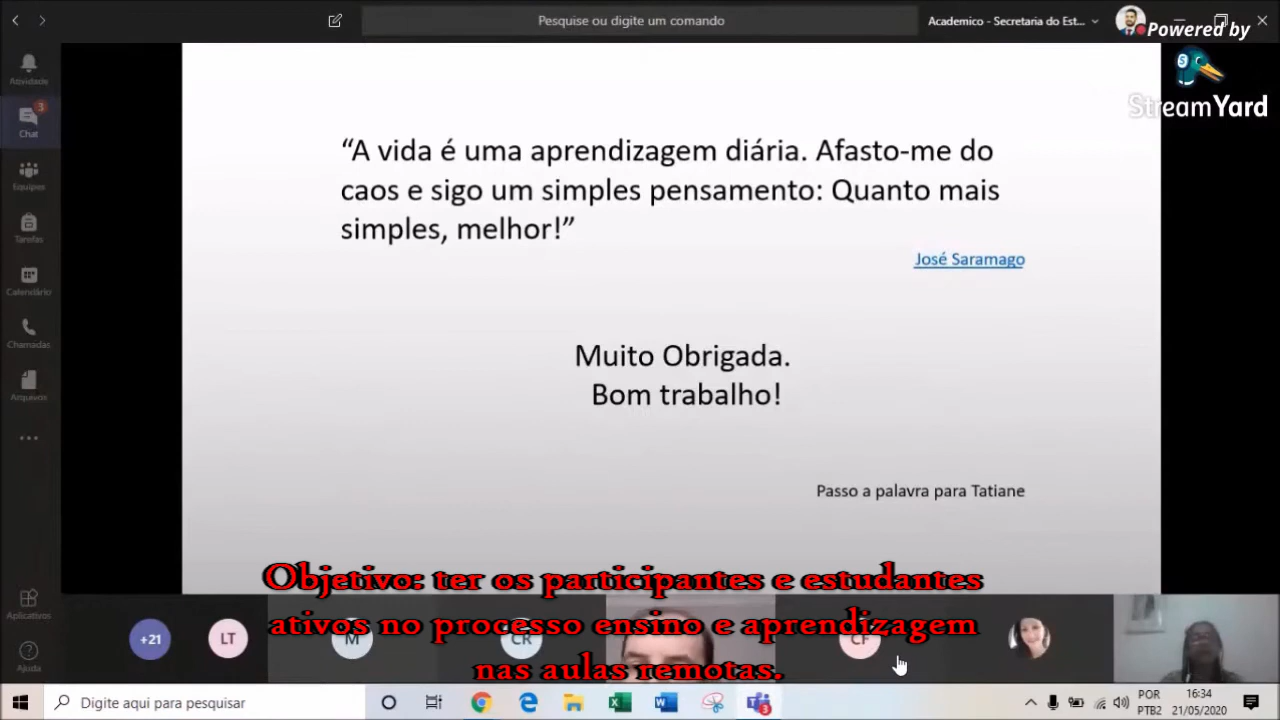 Pesquise ou digite um comando
Academico - Secretaria do Est...
Powered by
StreamYard
Atividade
3
Chat
Equipes
Tarefas
Calendário
Chamadas
Arquivos
Aplicativos
Ajuda
“A vida é uma aprendizagem diária. Afasto-me do
caos e sigo um simples pensamento: Quanto mais
simples, melhor!”
José Saramago
Muito Obrigada.
Bom trabalho!
Passo a palavra para Tatiane
Objetivo: ter os participantes e estudantes
ativos no processo ensino e aprendizagem
nas aulas remotas.
+21
LT
M
CR
CF
Digite aqui para pesquisar
3
POR
PTB2
16:34
21/05/2020